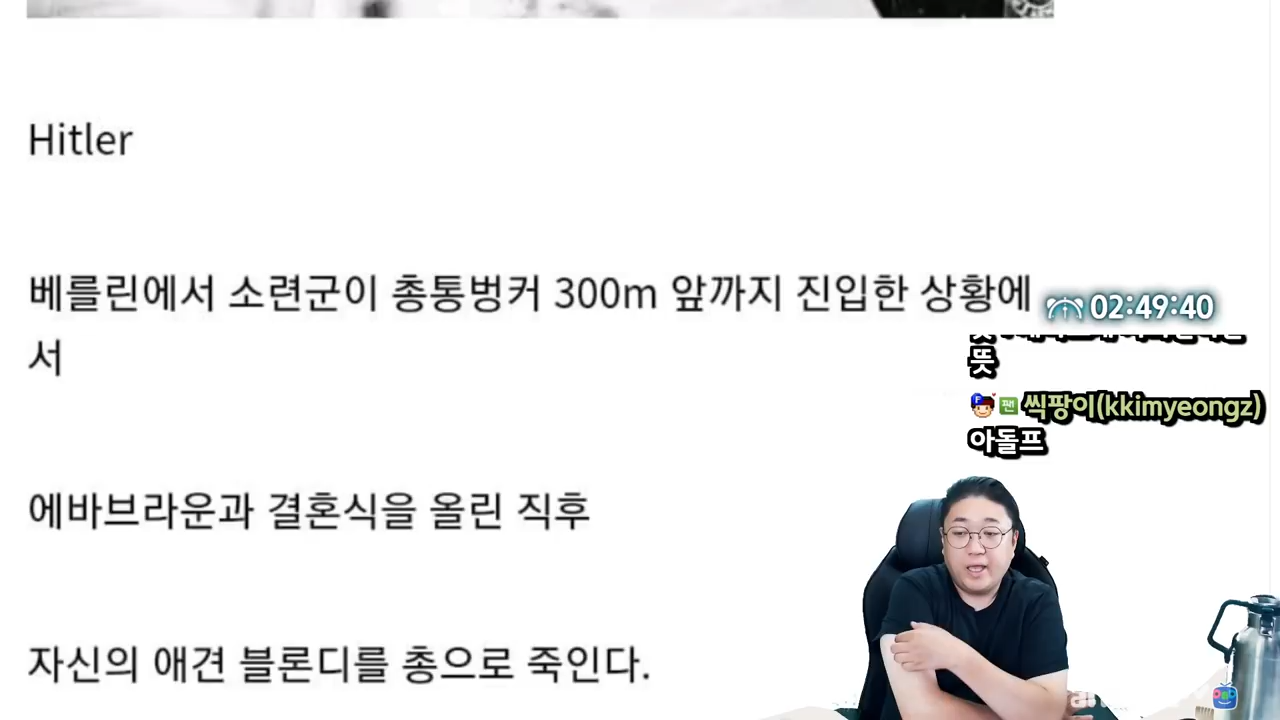 Hitler
베를린에서 소련군이 총통벙커 300m 앞까지 진입한 상황에
서
02:49:40
뜻
씩팡이(kkimyeongz)
아돌프
에바브라운과 결혼식을 올린 직후
자신의 애견 블론디를 총으로 죽인다.